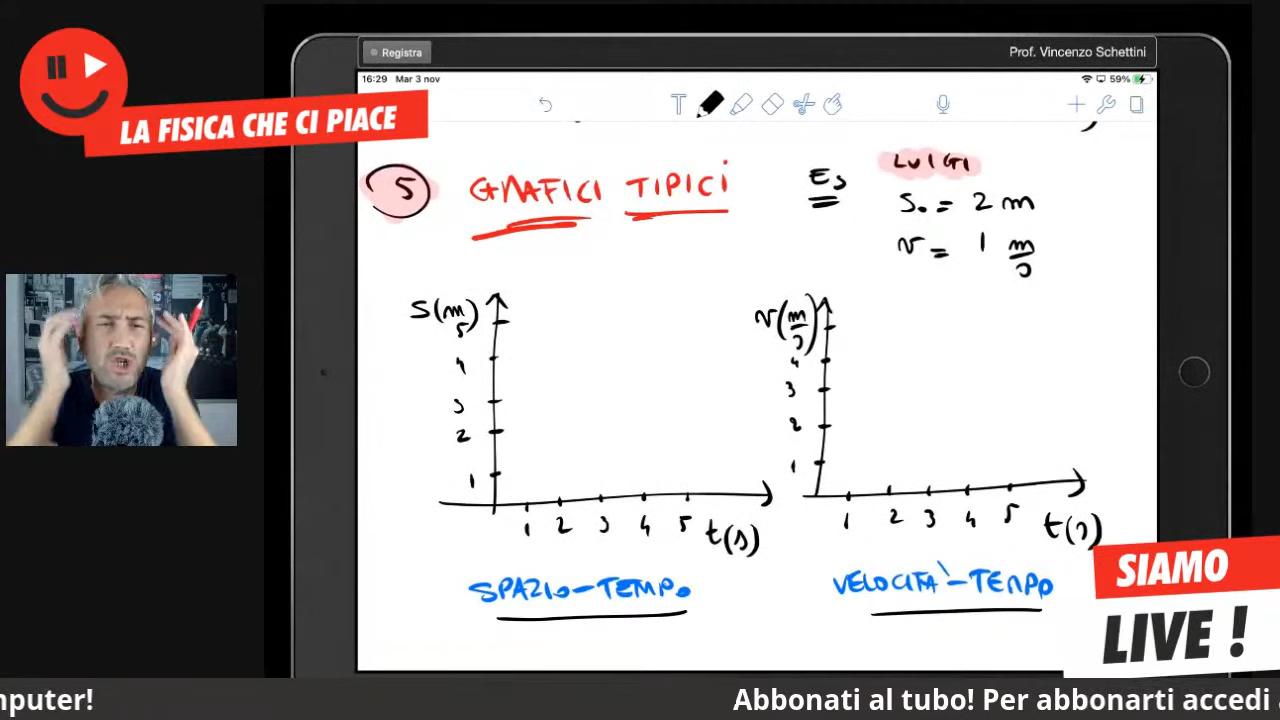 Registra
Prof. Vincenzo Schettini
16:29 Mar 3 nov
59%
LA FISICA CHE CI PIACE
T
5 GRAFICI TIPICI
Es
LUIGI
S₀ = 2 m
v = 1 m/s
S(m)
5
4
3
2
1
1 2 3 4 5 t(s)
SPAZIO-TEMPO
v(m/s)
4
3
2
1
1 2 3 4 5 t(s)
VELOCITA'-TEMPO
SIAMO
LIVE !
mputer!
Abbonati al tubo! Per abbonarti accedi